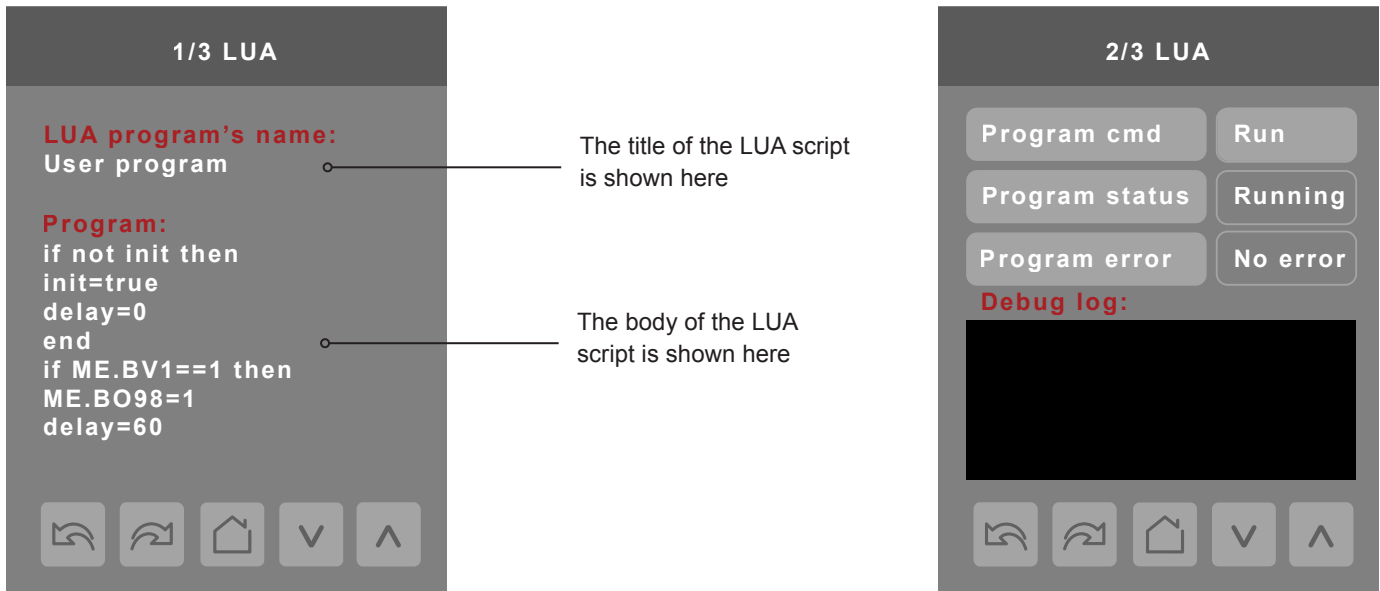 1/3 LUA
LUA program’s name:
User program
Program:
if not init then
init=true
delay=0
end
if ME.BV1==1 then
ME.BO98=1
delay=60
The title of the LUA script
is shown here
The body of the LUA
script is shown here
2/3 LUA
Program cmd Run
Program status Running
Program error No error
Debug log: